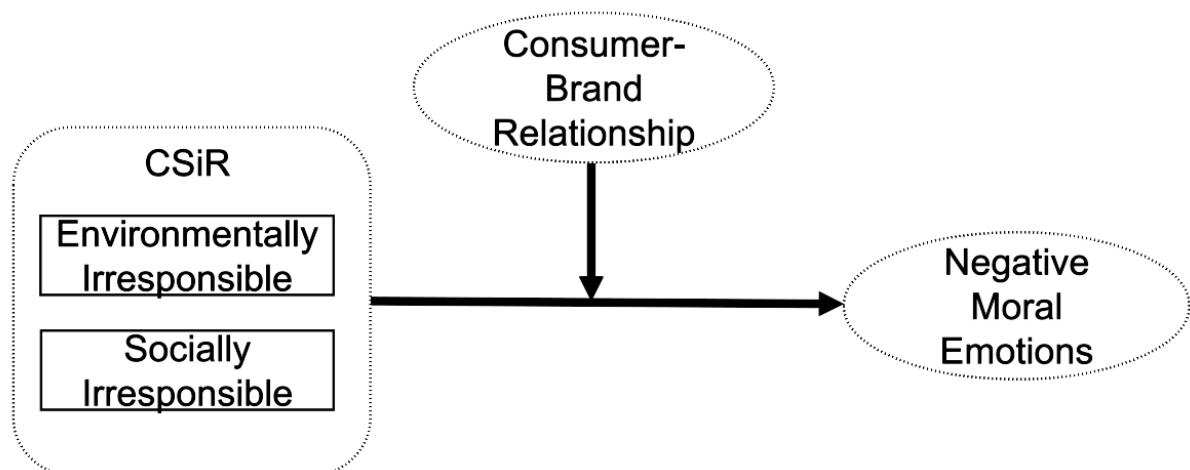 Consumer-
Brand
Relationship
CSiR
Environmentally
Irresponsible
Socially
Irresponsible
Negative
Moral
Emotions